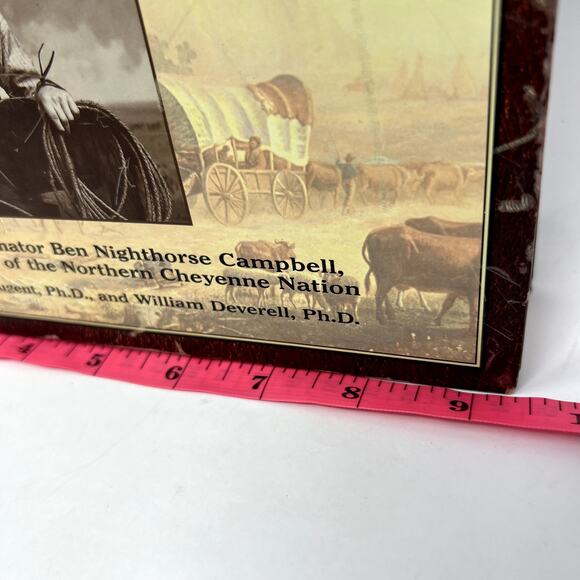 nator Ben Nighthorse Campbell,
of the Northern Cheyenne Nation
ugent, Ph.D., and William Deverell, Ph.D.
4 5 6 7 8 9